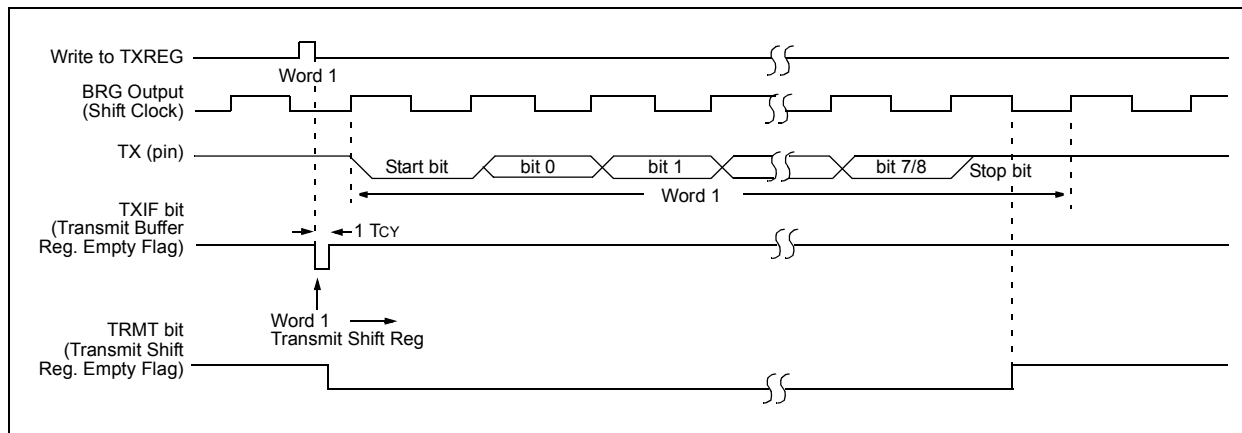 Write to TXREG
Word 1
BRG Output
(Shift Clock)
TX (pin)
Start bit
bit 0
bit 1
bit 7/8
Stop bit
Word 1
TXIF bit
(Transmit Buffer
Reg. Empty Flag)
1 TCY
Word 1
Transmit Shift Reg
TRMT bit
(Transmit Shift
Reg. Empty Flag)